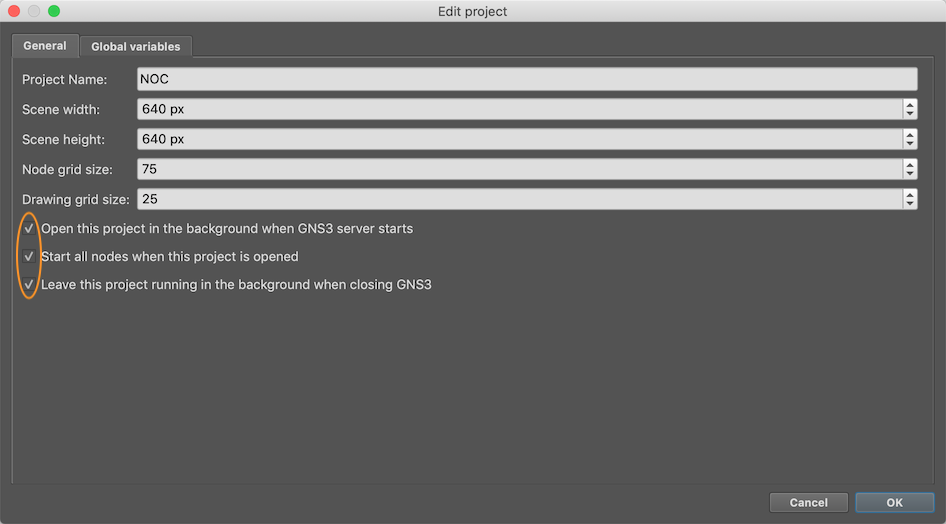 Edit project
General Global variables
Project Name: NOC
Scene width: 640 px
Scene height: 640 px
Node grid size: 75
Drawing grid size: 25
Open this project in the background when GNS3 server starts
Start all nodes when this project is opened
Leave this project running in the background when closing GNS3
Cancel OK